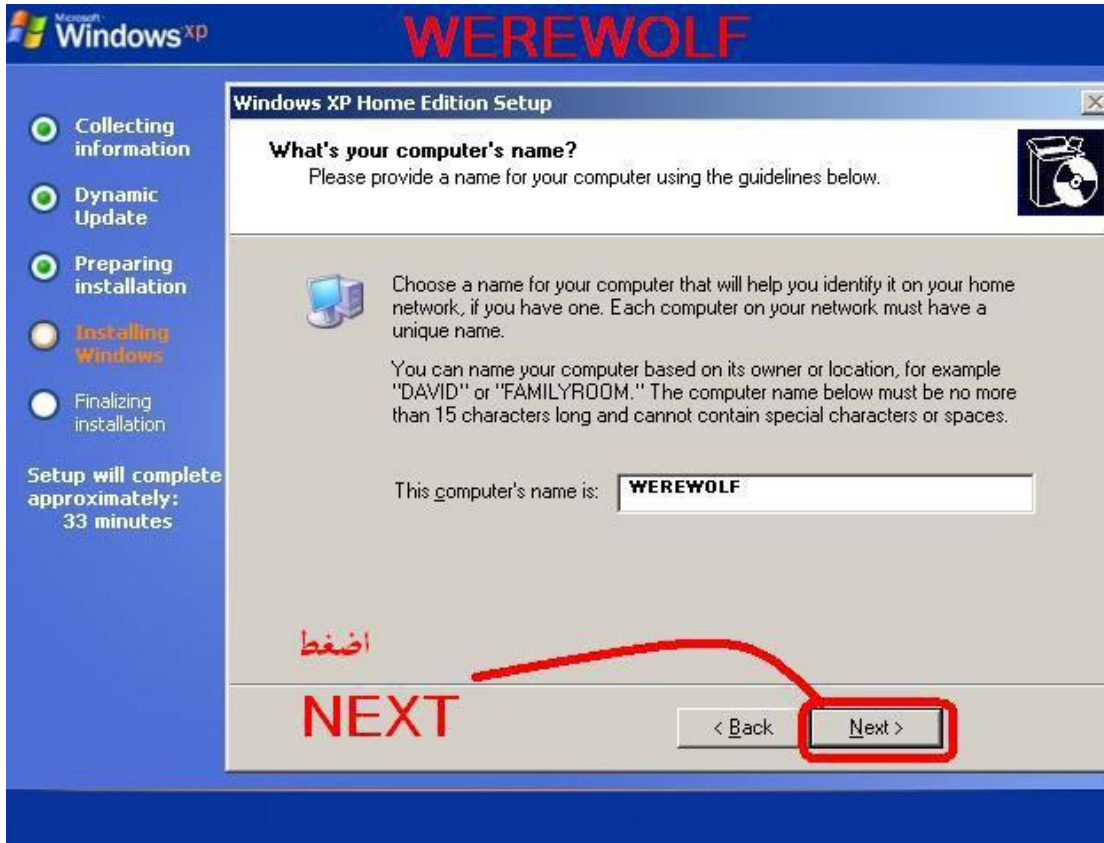 Microsoft
Windows xp
WEREWOLF
Collecting
information
Dynamic
Update
Preparing
installation
Installing
Windows
Finalizing
installation
Setup will complete
approximately:
33 minutes
Windows XP Home Edition Setup
What's your computer's name?
Please provide a name for your computer using the guidelines below.
Choose a name for your computer that will help you identify it on your home
network, if you have one. Each computer on your network must have a
unique name.
You can name your computer based on its owner or location, for example
"DAVID" or "FAMILYROOM." The computer name below must be no more
than 15 characters long and cannot contain special characters or spaces.
This computer's name is: WEREWOLF
اضغط
NEXT
< Back Next >